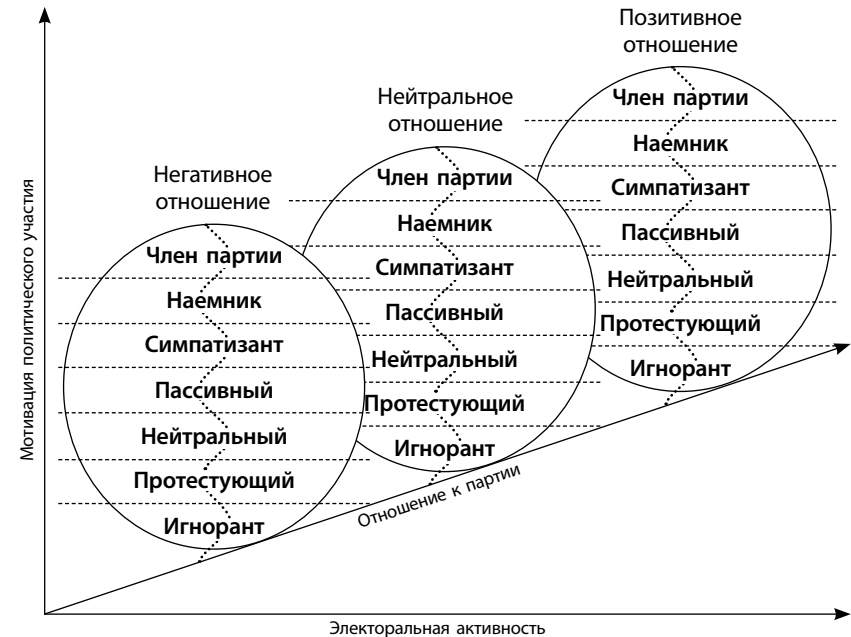 Позитивное
отношение
Член партии
Наемник
Симпатизант
Пассивный
Нейтральный
Протестующий
Игнорант
Нейтральное
отношение
Член партии
Наемник
Симпатизант
Пассивный
Нейтральный
Протестующий
Игнорант
Негативное
отношение
Член партии
Наемник
Симпатизант
Пассивный
Нейтральный
Протестующий
Игнорант
Мотивация политического участия
Отношение к партии
Электоральная активность